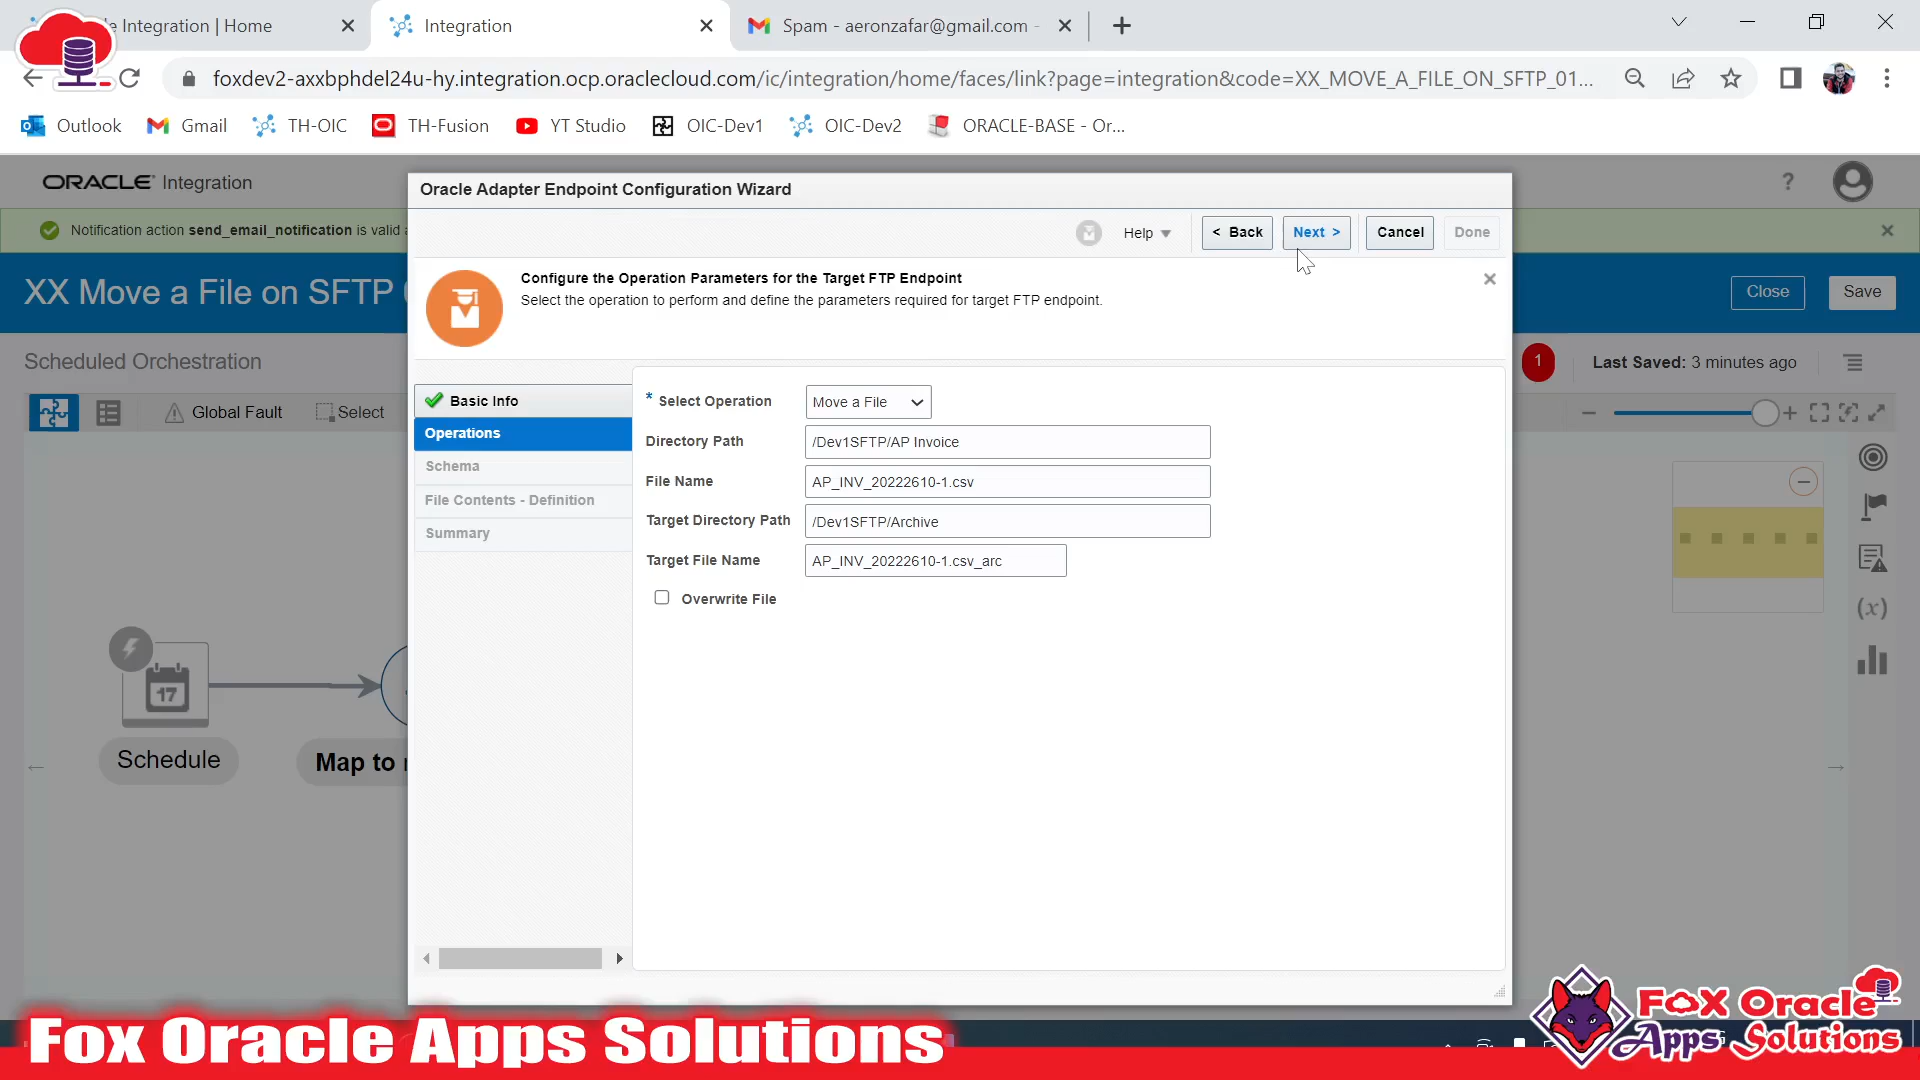 le Integration | Home
Integration
Spam - aeronzafar@gmail.com -
foxdev2-axxbphdel24u-hy.integration.ocp.oraclecloud.com/ic/integration/home/faces/link?page=integration&code=XX_MOVE_A_FILE_ON_SFTP_01...
Outlook
Gmail
TH-OIC
TH-Fusion
YT Studio
OIC-Dev1
OIC-Dev2
ORACLE-BASE - Or...
ORACLE Integration
Oracle Adapter Endpoint Configuration Wizard
Notification action send_email_notification is valid
Help
< Back
Next >
Cancel
Done
Configure the Operation Parameters for the Target FTP Endpoint
Select the operation to perform and define the parameters required for target FTP endpoint.
XX Move a File on SFTP
Close
Save
Scheduled Orchestration
1
Last Saved: 3 minutes ago
Global Fault
Select
Basic Info
Operations
Schema
File Contents - Definition
Summary
* Select Operation
Move a File
Directory Path
/Dev1SFTP/AP Invoice
File Name
AP_INV_20222610-1.csv
Target Directory Path
/Dev1SFTP/Archive
Target File Name
AP_INV_20222610-1.csv_arc
Overwrite File
(x)
17
Schedule
Map to
Fox Oracle Apps Solutions
Fox Oracle
Apps Solutions